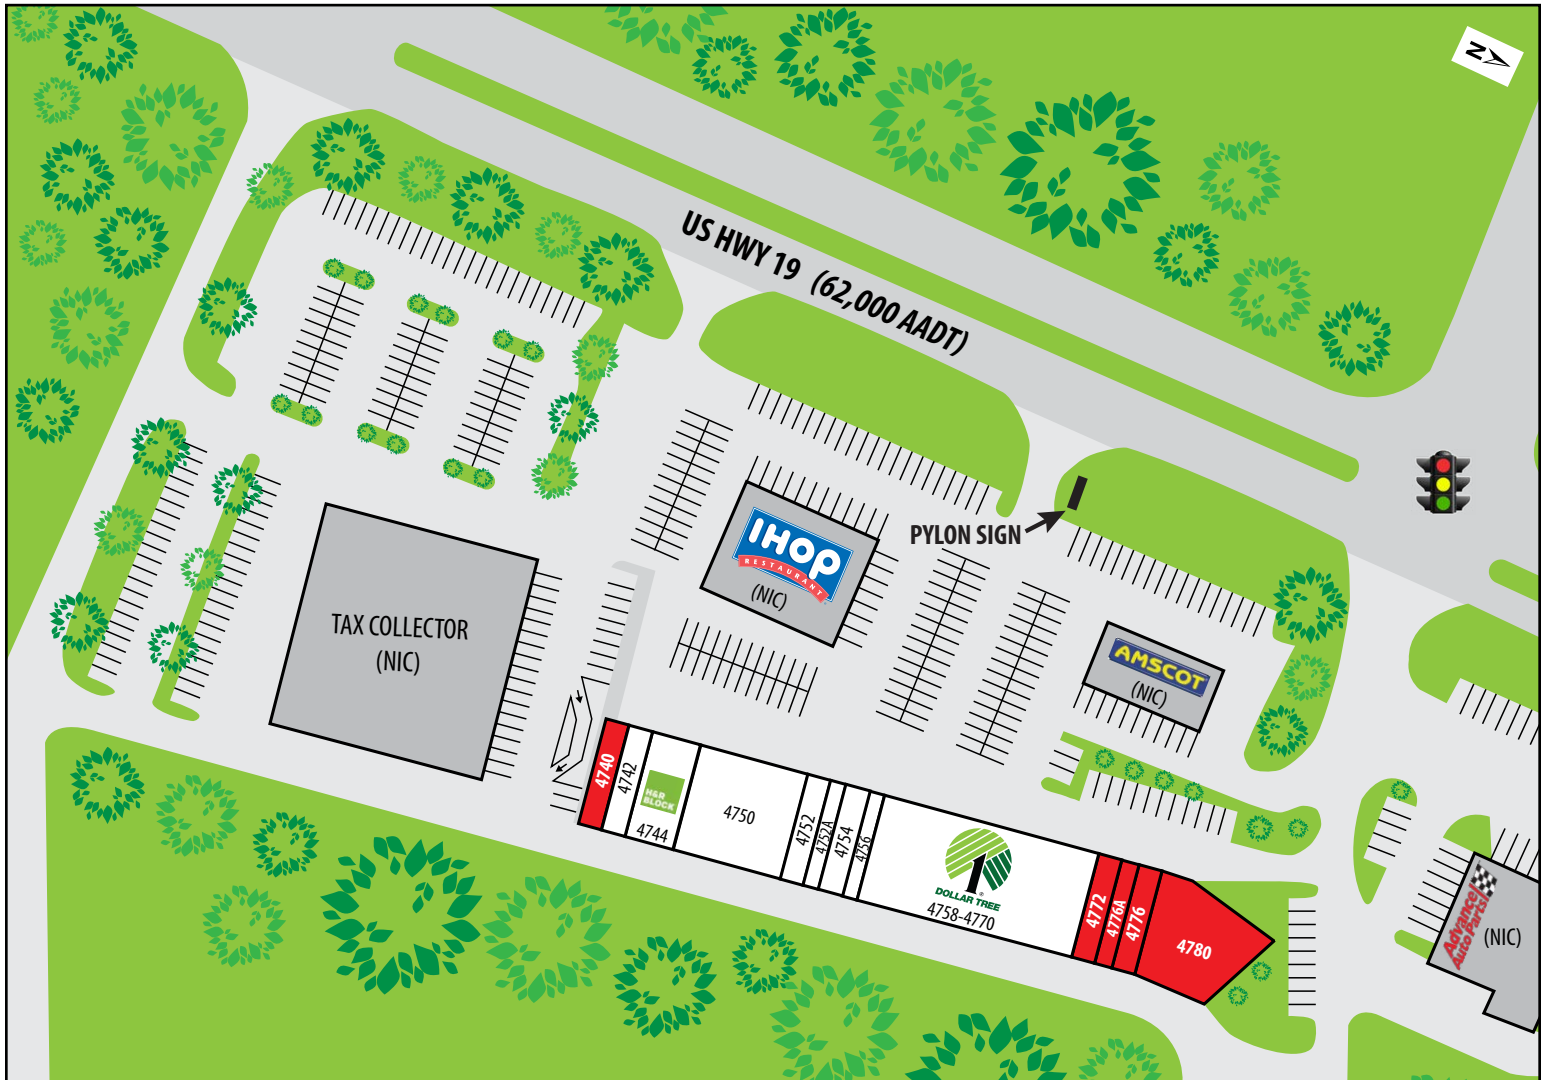 N
US HWY 19 (62,000 AADT)
PYLON SIGN
IHOP
RESTAURANT
(NIC)
TAX COLLECTOR
(NIC)
AMSCOT
(NIC)
4740
4742
H&R
BLOCK
4744
4750
4752
4752A
4754
4756
1
DOLLAR TREE
4758-4770
4772
4776A
4776
4780
Advance
Auto Parts
(NIC)